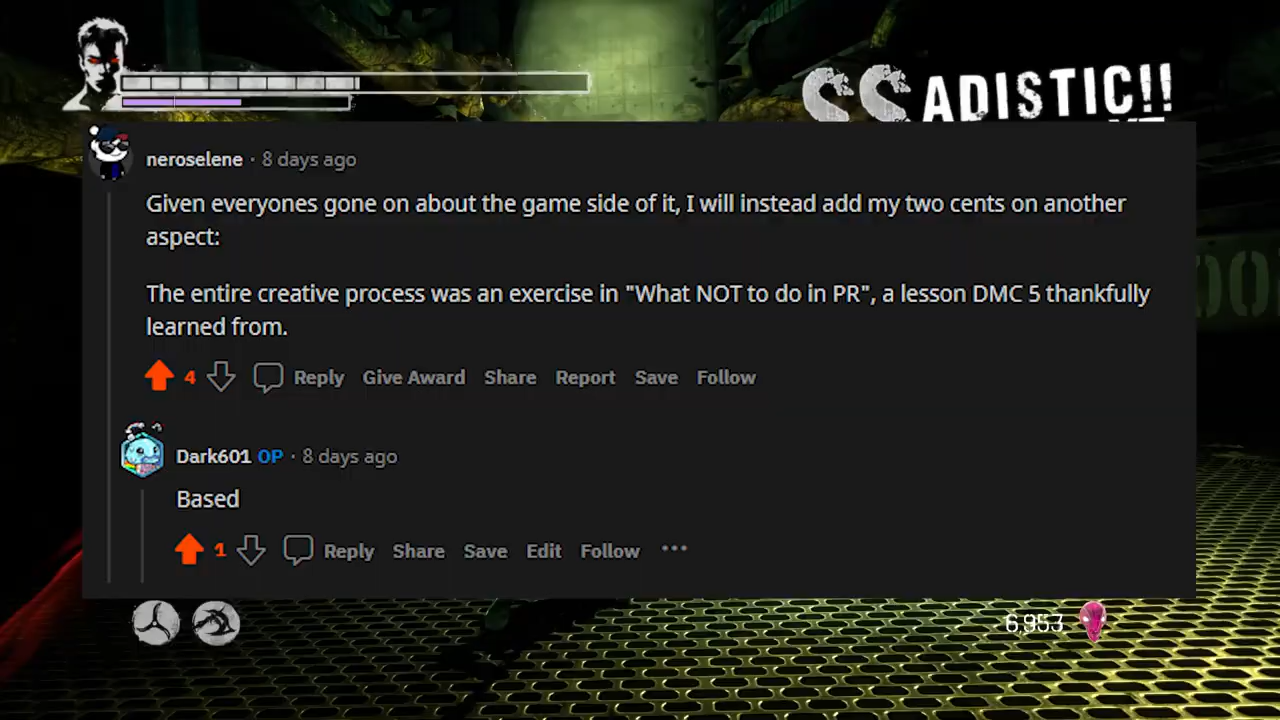 SSADISTIC!!
neroselene · 8 days ago
Given everyones gone on about the game side of it, I will instead add my two cents on another
aspect:
The entire creative process was an exercise in "What NOT to do in PR", a lesson DMC 5 thankfully
learned from.
4 Reply Give Award Share Report Save Follow
Dark601 OP · 8 days ago
Based
1 Reply Share Save Edit Follow ···
6,953